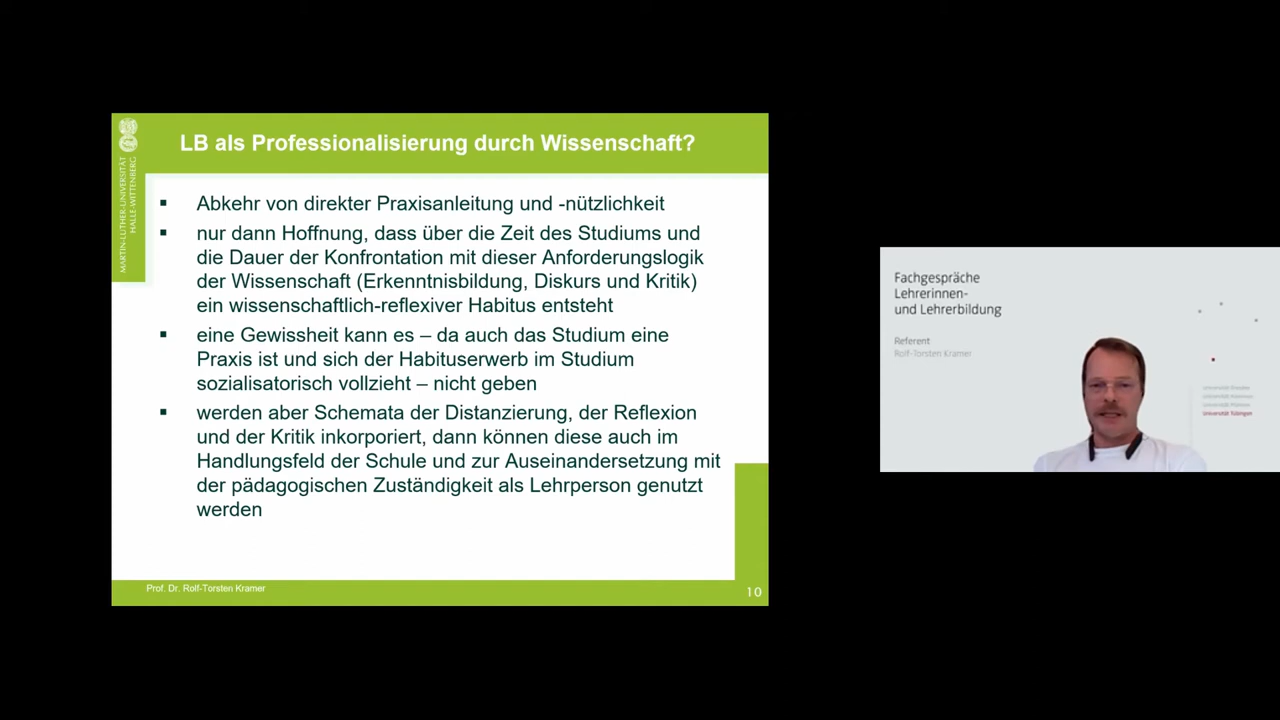 LB als Professionalisierung durch Wissenschaft?
MARTIN-LUTHER-UNIVERSITÄT
HALLE-WITTENBERG
▪ Abkehr von direkter Praxisanleitung und -nützlichkeit
▪ nur dann Hoffnung, dass über die Zeit des Studiums und
die Dauer der Konfrontation mit dieser Anforderungslogik
der Wissenschaft (Erkenntnisbildung, Diskurs und Kritik)
ein wissenschaftlich-reflexiver Habitus entsteht
▪ eine Gewissheit kann es – da auch das Studium eine
Praxis ist und sich der Habituserwerb im Studium
sozialisatorisch vollzieht – nicht geben
▪ werden aber Schemata der Distanzierung, der Reflexion
und der Kritik inkorporiert, dann können diese auch im
Handlungsfeld der Schule und zur Auseinandersetzung mit
der pädagogischen Zuständigkeit als Lehrperson genutzt
werden
Prof. Dr. Rolf-Torsten Kramer
10
Fachgespräche
Lehrerinnen-
und Lehrerbildung
Referent
Rolf-Torsten Kramer
Universität
Universität
Universität
Universität Tübingen